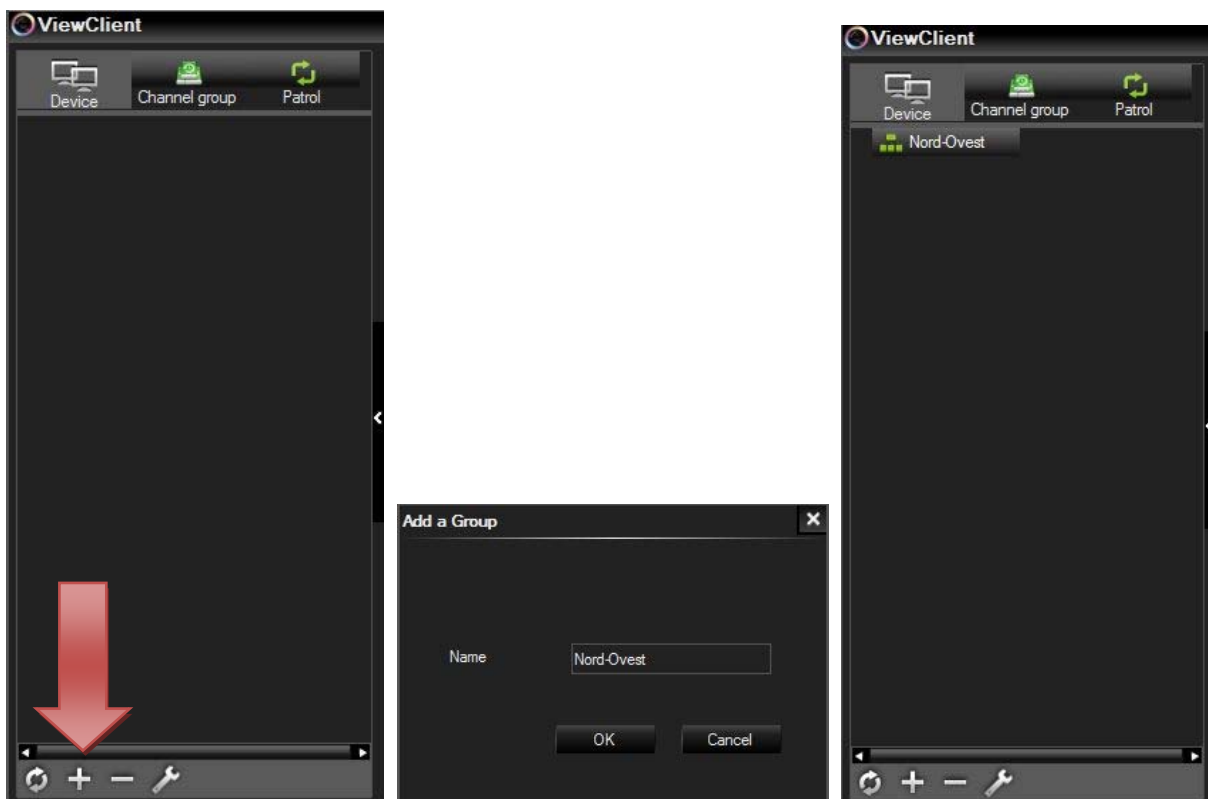 ViewClient
Device Channel group Patrol
Add a Group
Name Nord-Ovest
OK Cancel
ViewClient
Device Channel group Patrol
Nord-Ovest